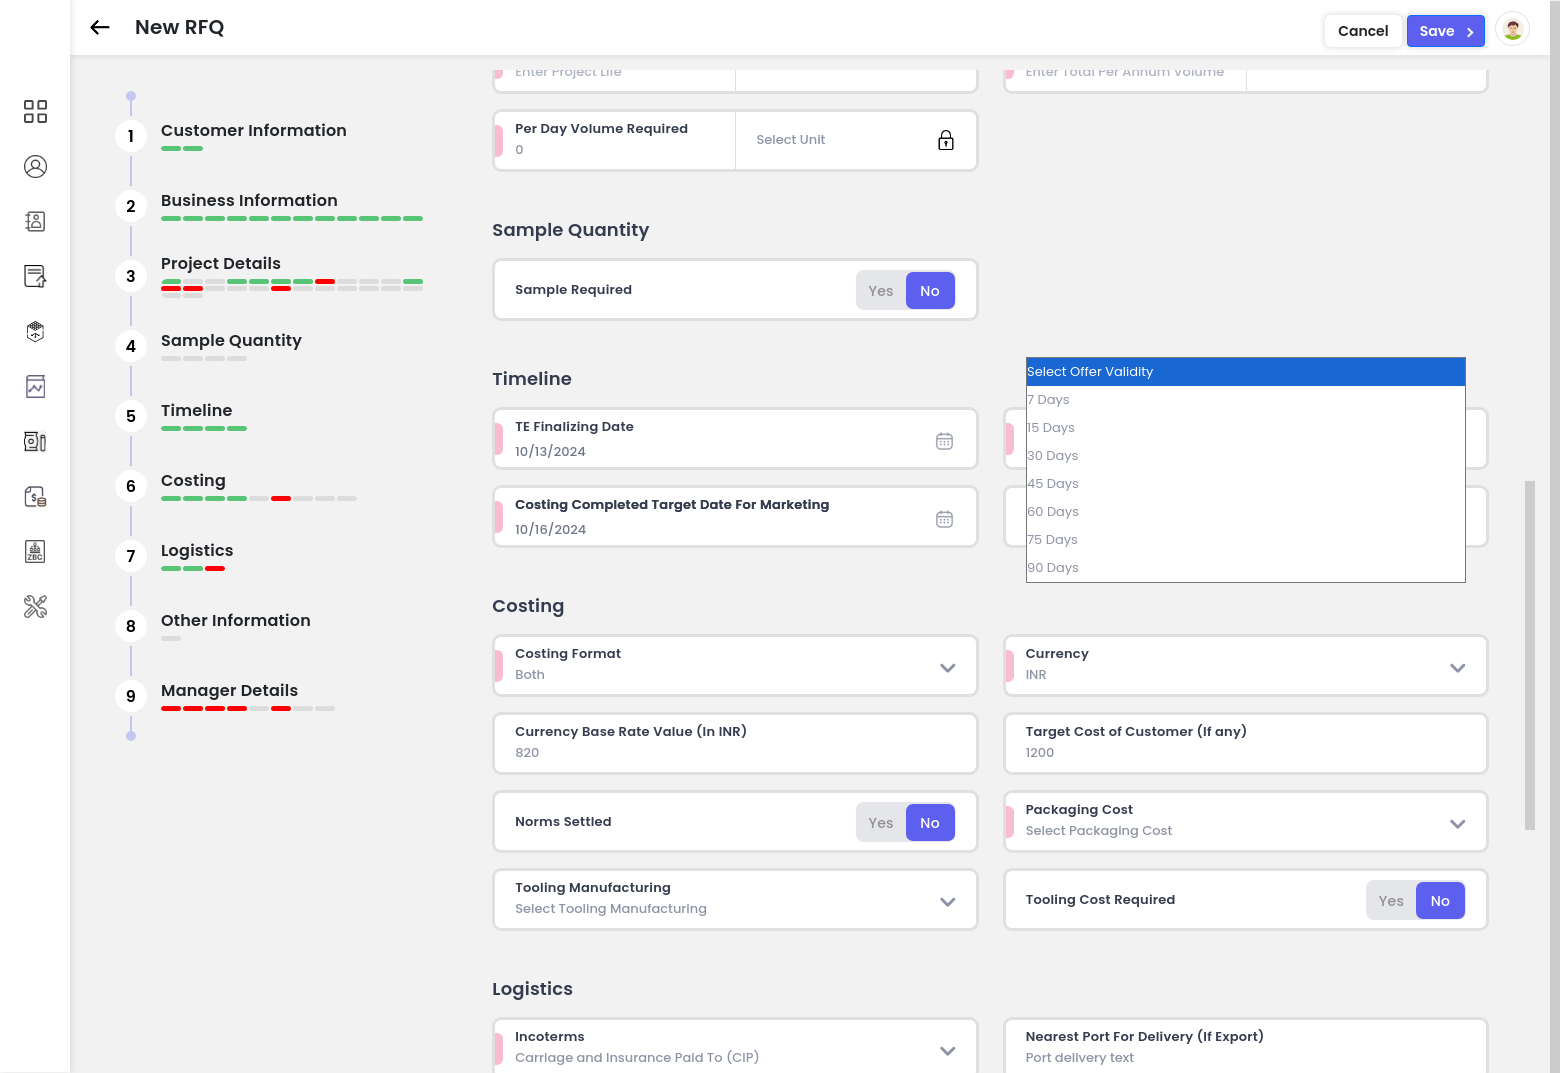 New RFQ
Cancel
Save
1
Customer Information
2
Business Information
3
Project Details
4
Sample Quantity
5
Timeline
6
Costing
7
Logistics
8
Other Information
9
Manager Details
ZBC
Enter Project Life
Enter Total Per Annum Volume
Per Day Volume Required
0
Select Unit
Sample Quantity
Sample Required
Yes
No
Timeline
TE Finalizing Date
10/13/2024
Costing Completed Target Date For Marketing
10/16/2024
Select Offer Validity
7 Days
15 Days
30 Days
45 Days
60 Days
75 Days
90 Days
Costing
Costing Format
Both
Currency
INR
Currency Base Rate Value (In INR)
820
Target Cost of Customer (If any)
1200
Norms Settled
Yes
No
Packaging Cost
Select Packaging Cost
Tooling Manufacturing
Select Tooling Manufacturing
Tooling Cost Required
Yes
No
Logistics
Incoterms
Carriage and Insurance Paid To (CIP)
Nearest Port For Delivery (If Export)
Port delivery text